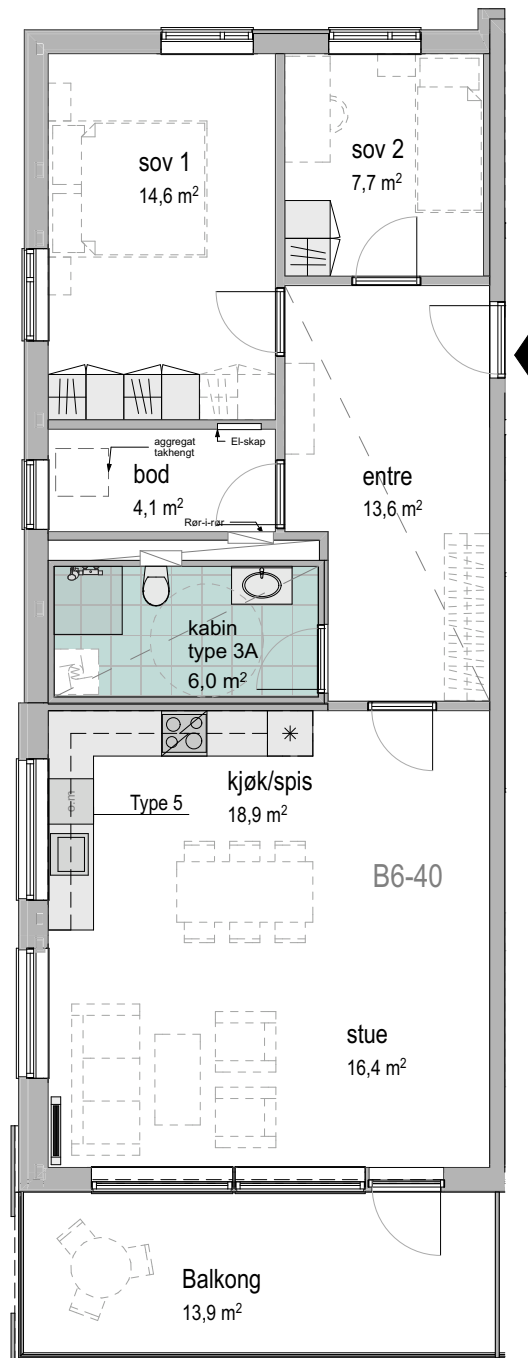 sov 1
14,6 m²
sov 2
7,7 m²
aggregat
takhengt
El-skap
bod
4,1 m²
Rør-i-rør
entre
13,6 m²
kabin
type 3A
6,0 m²
kjøk/spis
18,9 m²
Type 5
B6-40
stue
16,4 m²
Balkong
13,9 m²